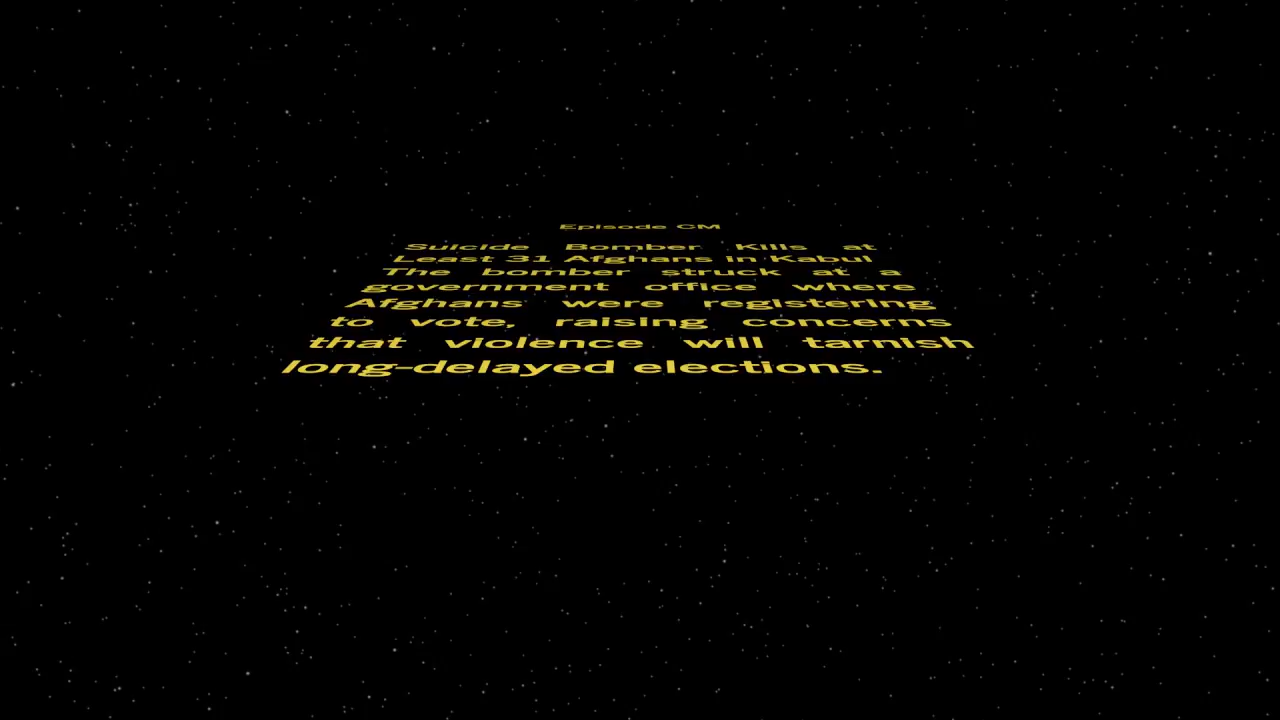 Episode CM
Suicide Bomber Kills at
Least 31 Afghans in Kabul
The bomber struck at a
government office where
Afghans were registering
to vote, raising concerns
that violence will tarnish
long-delayed elections.